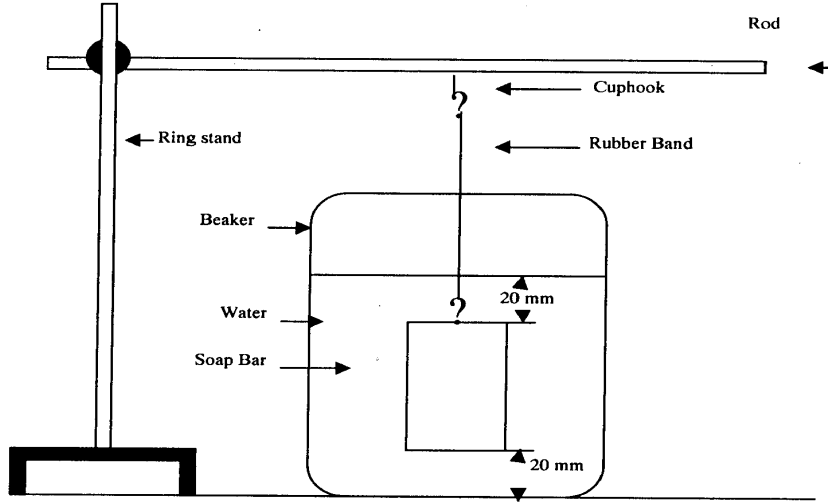 Rod
Cuphook
Ring stand
Rubber Band
Beaker
20 mm
Water
Soap Bar
20 mm